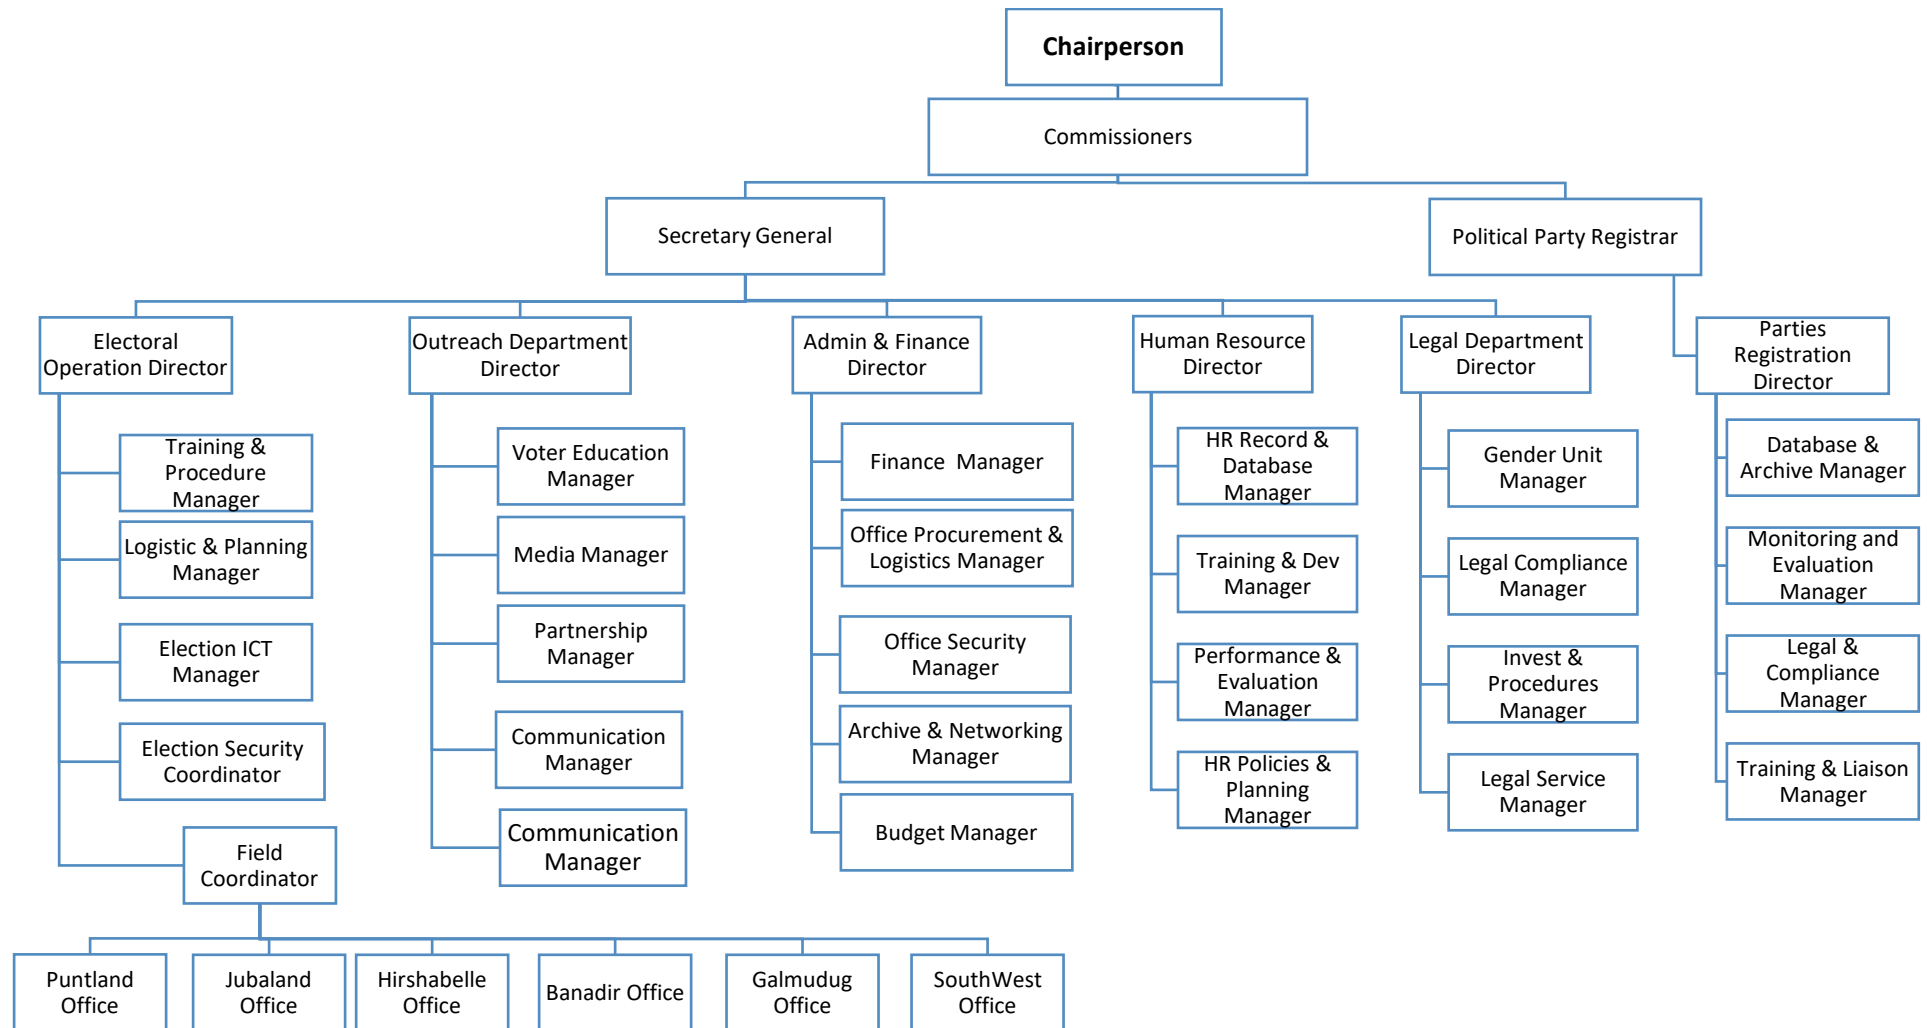 Chairperson
Commissioners
Secretary General
Political Party Registrar
Electoral
Operation Director
Outreach Department
Director
Admin & Finance
Director
Human Resource
Director
Legal Department
Director
Parties
Registration
Director
Training &
Procedure
Manager
Logistic & Planning
Manager
Election ICT
Manager
Election Security
Coordinator
Field
Coordinator
Voter Education
Manager
Media Manager
Partnership
Manager
Communication
Manager
Communication
Manager
Finance  Manager
Office Procurement &
Logistics Manager
Office Security
Manager
Archive & Networking
Manager
Budget Manager
HR Record &
Database
Manager
Training & Dev
Manager
Performance &
Evaluation
Manager
HR Policies &
Planning
Manager
Gender Unit
Manager
Legal Compliance
Manager
Invest &
Procedures
Manager
Legal Service
Manager
Database &
Archive Manager
Monitoring and
Evaluation
Manager
Legal &
Compliance
Manager
Training & Liaison
Manager
Puntland
Office
Jubaland
Office
Hirshabelle
Office
Banadir Office
Galmudug
Office
SouthWest
Office